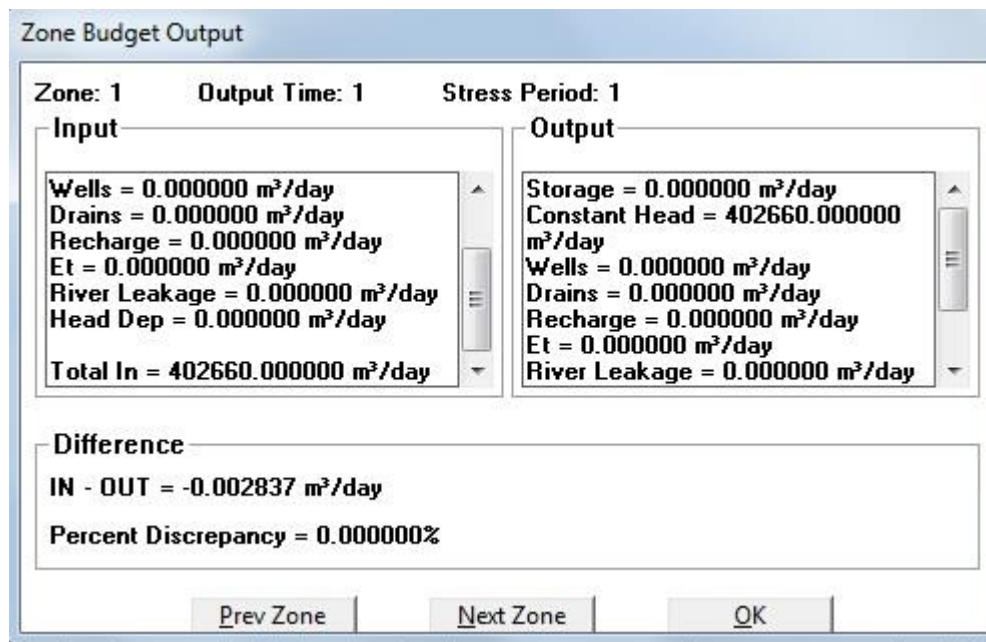 Zone Budget Output
Zone: 1 Output Time: 1 Stress Period: 1
Input
Wells = 0.000000 m³/day
Drains = 0.000000 m³/day
Recharge = 0.000000 m³/day
Et = 0.000000 m³/day
River Leakage = 0.000000 m³/day
Head Dep = 0.000000 m³/day
Total In = 402660.000000 m³/day
Output
Storage = 0.000000 m³/day
Constant Head = 402660.000000
m³/day
Wells = 0.000000 m³/day
Drains = 0.000000 m³/day
Recharge = 0.000000 m³/day
Et = 0.000000 m³/day
River Leakage = 0.000000 m³/day
Difference
IN - OUT = -0.002837 m³/day
Percent Discrepancy = 0.000000%
Prev Zone
Next Zone
OK